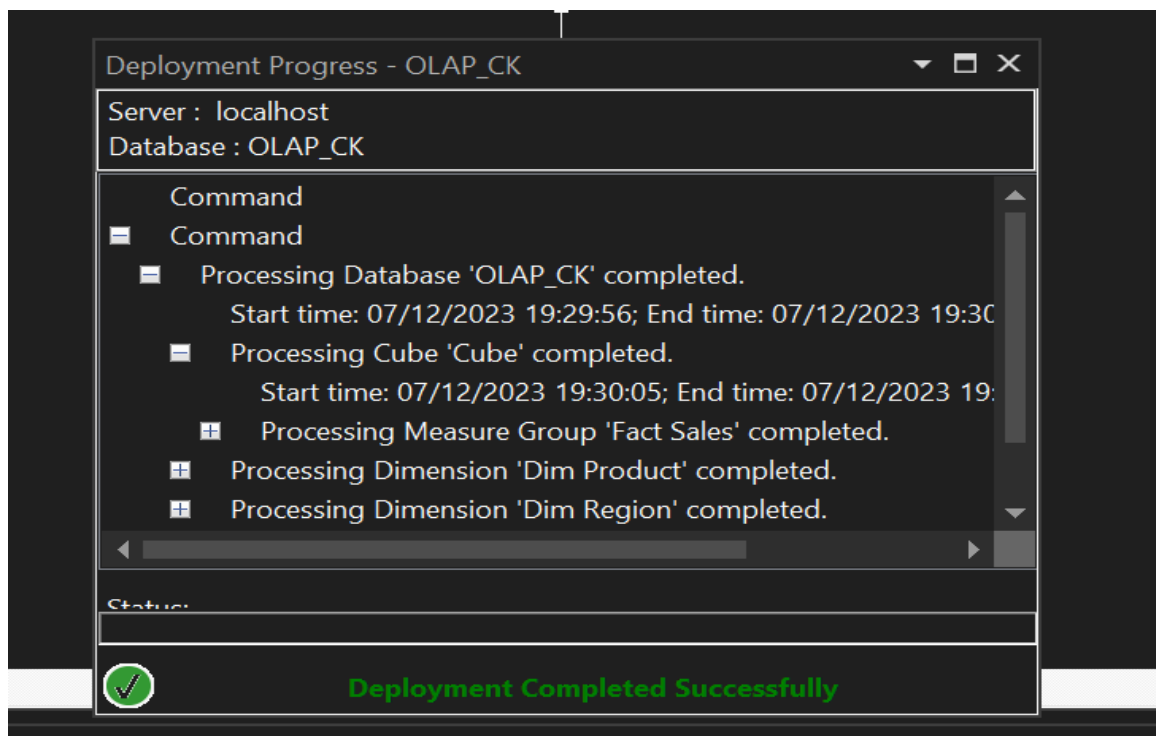 Deployment Progress - OLAP_CK
Server : localhost
Database : OLAP_CK
Command
Command
Processing Database 'OLAP_CK' completed.
Start time: 07/12/2023 19:29:56; End time: 07/12/2023 19:30
Processing Cube 'Cube' completed.
Start time: 07/12/2023 19:30:05; End time: 07/12/2023 19:
Processing Measure Group 'Fact Sales' completed.
Processing Dimension 'Dim Product' completed.
Processing Dimension 'Dim Region' completed.
Status:
Deployment Completed Successfully